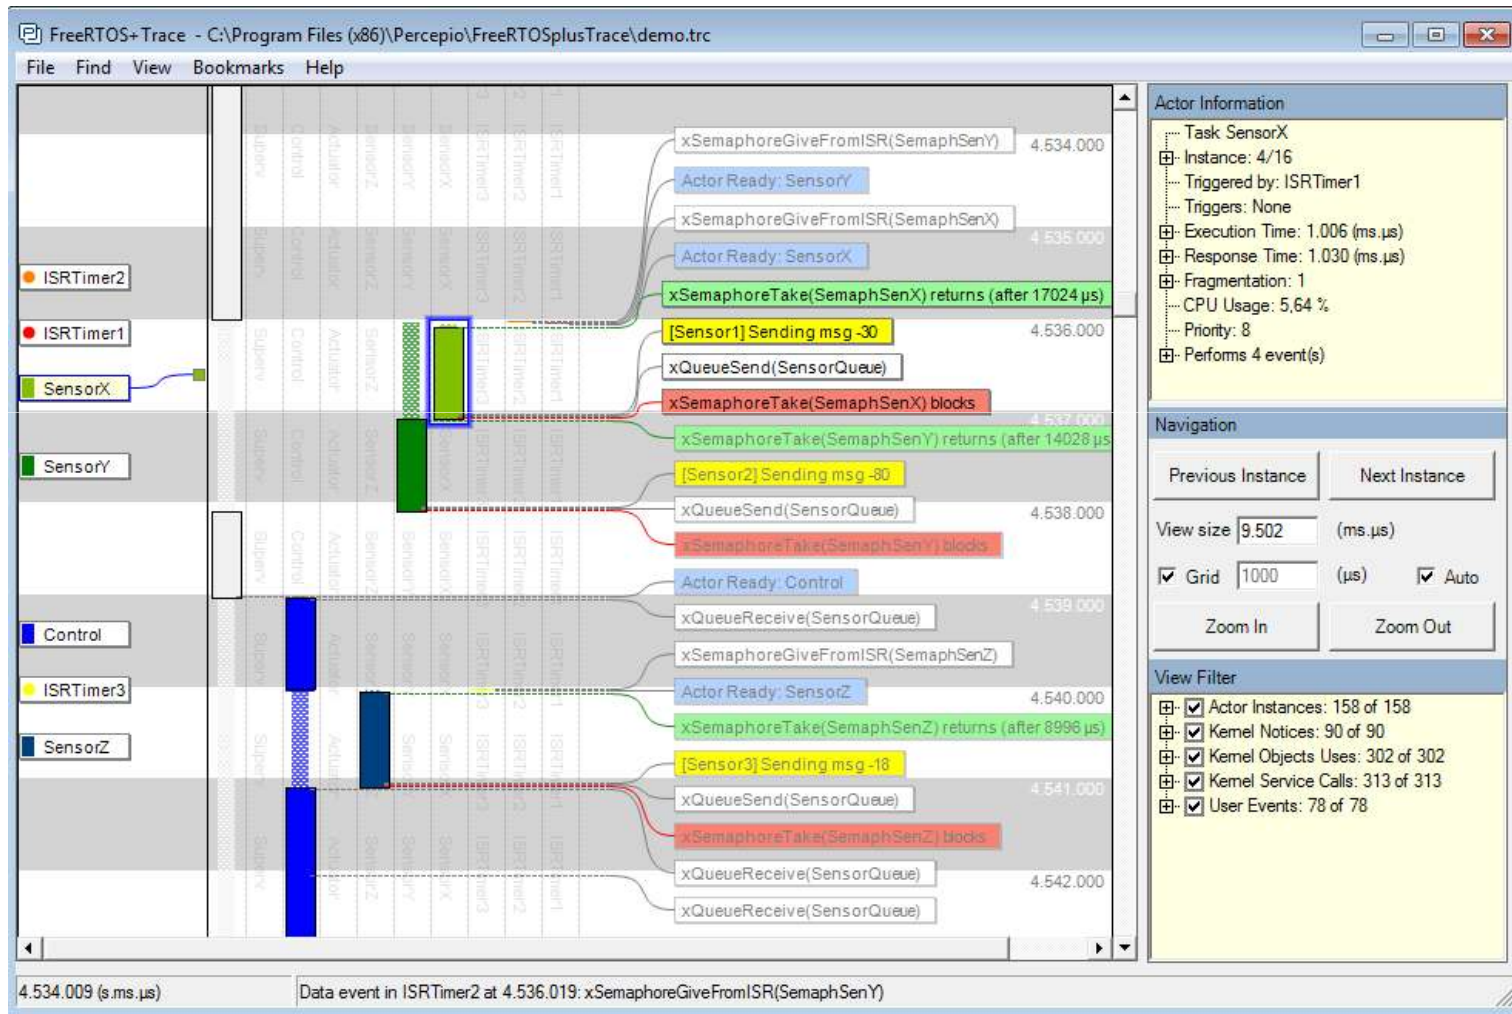 FreeRTOS+Trace - C:\Program Files (x86)\Percepio\FreeRTOSplusTrace\demo.trc
File Find View Bookmarks Help
Superv Control Actuator SensorZ SensorY SensorX ISRTimer3 ISRTimer2 ISRTimer1
xSemaphoreGiveFromISR(SemaphSenY) 4.534.000
Actor Ready: SensorY
xSemaphoreGiveFromISR(SemaphSenX)
4.535.000
Actor Ready: SensorX
ISRTimer2
xSemaphoreTake(SemaphSenX) returns (after 17024 µs)
ISRTimer1
[Sensor1] Sending msg -30
4.536.000
xQueueSend(SensorQueue)
SensorX
xSemaphoreTake(SemaphSenX) blocks
4.537.000
xSemaphoreTake(SemaphSenY) returns (after 14028 µs
SensorY
[Sensor2] Sending msg -80
xQueueSend(SensorQueue)
4.538.000
xSemaphoreTake(SemaphSenY) blocks
Actor Ready: Control
4.539.000
xQueueReceive(SensorQueue)
Control
xSemaphoreGiveFromISR(SemaphSenZ)
ISRTimer3
Actor Ready: SensorZ
4.540.000
xSemaphoreTake(SemaphSenZ) returns (after 8996 µs)
SensorZ
[Sensor3] Sending msg -18
4.541.000
xQueueSend(SensorQueue)
xSemaphoreTake(SemaphSenZ) blocks
xQueueReceive(SensorQueue)
4.542.000
xQueueReceive(SensorQueue)
Actor Information
Task SensorX
Instance: 4/16
Triggered by: ISRTimer1
Triggers: None
Execution Time: 1.006 (ms.µs)
Response Time: 1.030 (ms.µs)
Fragmentation: 1
CPU Usage: 5,64 %
Priority: 8
Performs 4 event(s)
Navigation
Previous Instance Next Instance
View size 9.502 (ms.µs)
Grid 1000 (µs) Auto
Zoom In Zoom Out
View Filter
Actor Instances: 158 of 158
Kernel Notices: 90 of 90
Kernel Objects Uses: 302 of 302
Kernel Service Calls: 313 of 313
User Events: 78 of 78
4.534.009 (s.ms.µs) Data event in ISRTimer2 at 4.536.019: xSemaphoreGiveFromISR(SemaphSenY)